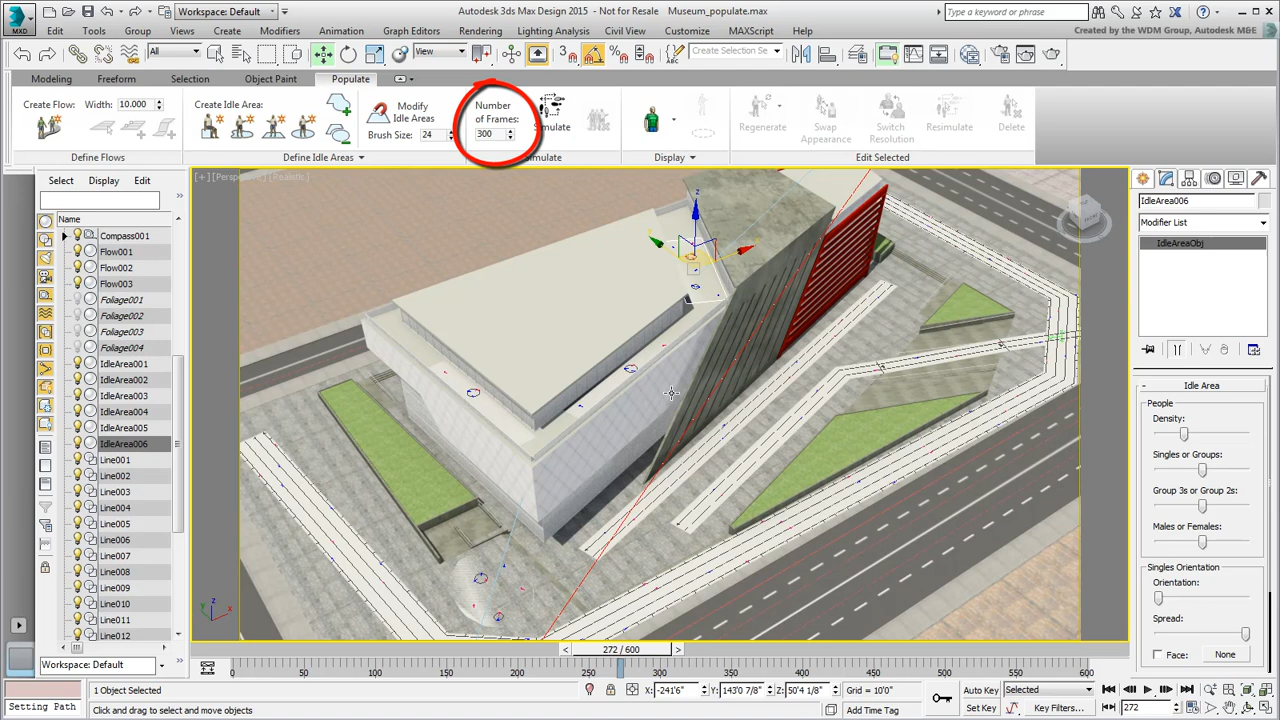 Workspace: Default
Autodesk 3ds Max Design 2015 - Not for Resale Museum_populate.max
Type a keyword or phrase
MXD
Edit Tools Group Views Create Modifiers Animation Graph Editors Rendering Lighting Analysis Civil View Customize MAXScript Help
Created by the WDM Group, Autodesk M&E
All
View
Create Selection Se
Modeling Freeform Selection Object Paint Populate
Create Flow: Width: 10.000
Create Idle Area:
Modify
Idle Areas
Brush Size: 24
Number
of Frames:
300
Simulate
Regenerate
Swap
Appearance
Switch
Resolution
Resimulate
Delete
Define Flows
Define Idle Areas
Simulate
Display
Edit Selected
Select Display Edit
Name
Compass001
Flow001
Flow002
Flow003
Foliage001
Foliage002
Foliage003
Foliage004
IdleArea001
IdleArea002
IdleArea003
IdleArea004
IdleArea005
IdleArea006
Line001
Line002
Line003
Line004
Line005
Line006
Line007
Line008
Line009
Line010
Line011
Line012
Workspace: Default
z
z
y
x
IdleArea006
Modifier List
IdleAreaObj
Idle Area
People
Density:
Singles or Groups:
Group 3s or Group 2s:
Males or Females:
Singles Orientation
Orientation:
Spread:
Face: None
272 / 600
0 50 100 150 200 250 300 350 400 450 500 550 600
1 Object Selected
X: -241'6" Y: 143'0 7/8" Z: 50'4 1/8" Grid = 10'0"
Auto Key Selected
Setting Path
Click and drag to select and move objects
Add Time Tag
Set Key Key Filters...
272